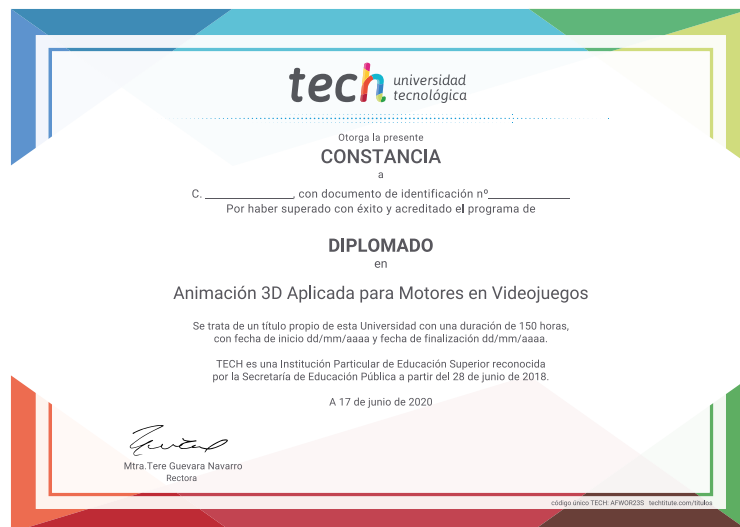 tech universidad
tecnológica
Otorga la presente
CONSTANCIA
a
C. ______________, con documento de identificación nº______________
Por haber superado con éxito y acreditado el programa de
DIPLOMADO
en
Animación 3D Aplicada para Motores en Videojuegos
Se trata de un título propio de esta Universidad con una duración de 150 horas,
con fecha de inicio dd/mm/aaaa y fecha de finalización dd/mm/aaaa.
TECH es una Institución Particular de Educación Superior reconocida
por la Secretaría de Educación Pública a partir del 28 de junio de 2018.
A 17 de junio de 2020
Mtra.Tere Guevara Navarro
Rectora
código único TECH: AFWOR23S techtitute.com/titulos